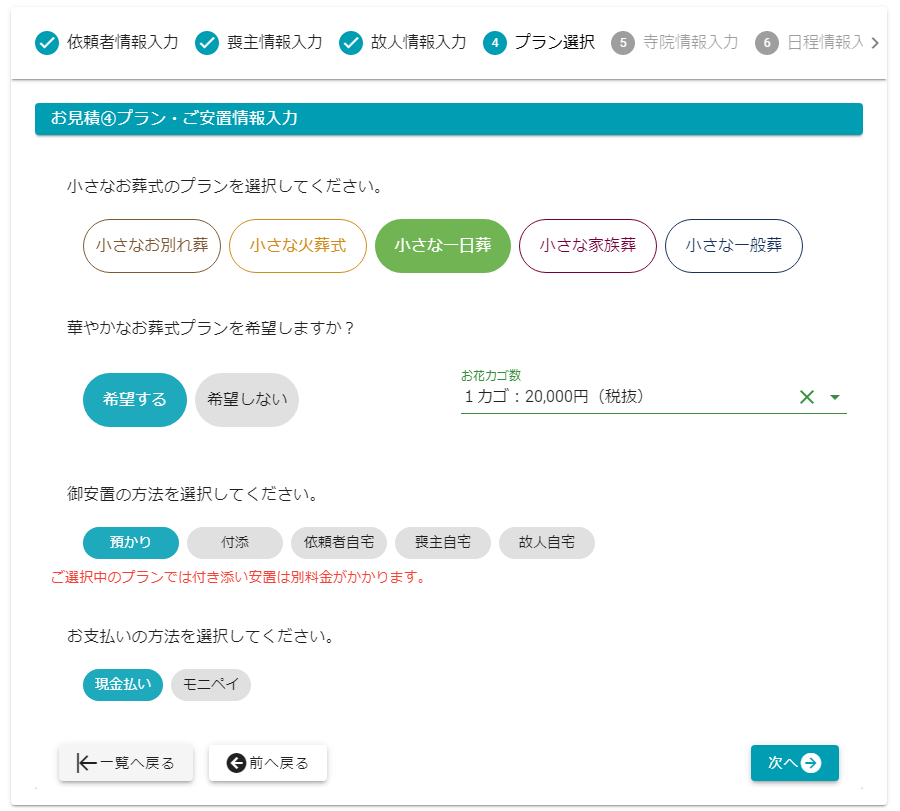 依頼者情報入力 喪主情報入力 故人情報入力 4 プラン選択 5 寺院情報入力 6 日程情報入
お見積④プラン・ご安置情報入力
小さなお葬式のプランを選択してください。
小さなお別れ葬 小さな火葬式 小さな一日葬 小さな家族葬 小さな一般葬
華やかなお葬式プランを希望しますか？
お花カゴ数
希望する 希望しない 1カゴ：20,000円（税抜）
御安置の方法を選択してください。
預かり 付添 依頼者自宅 喪主自宅 故人自宅
ご選択中のプランでは付き添い安置は別料金がかかります。
お支払いの方法を選択してください。
現金払い モニペイ
一覧へ戻る 前へ戻る 次へ